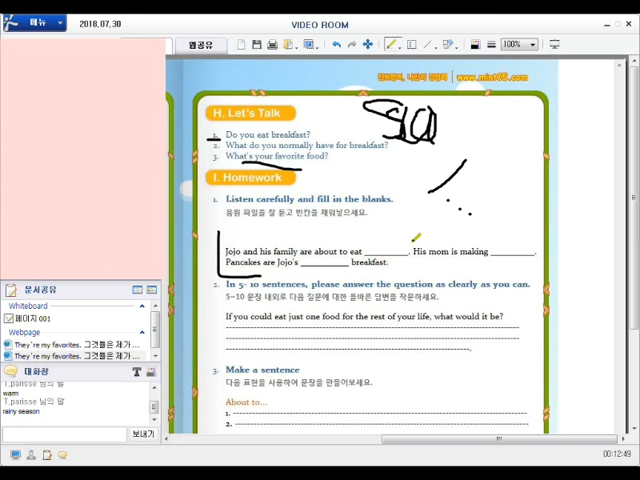 메뉴
2018,07,30
VIDEO ROOM
웹공유
100%
www.mint05.com
H. Let's Talk
1. Do you eat breakfast?
2. What do you normally have for breakfast?
3. What's your favorite food?
I. Homework
1. Listen carefully and fill in the blanks.
음원 파일을 잘 듣고 빈칸을 채워넣으세요.
Jojo and his family are about to eat ________. His mom is making ________.
Pancakes are Jojo's ________ breakfast.
2. In 5- 10 sentences, please answer the question as clearly as you can.
5~10 문장 내외로 다음 질문에 대한 올바른 답변을 작문하세요.
If you could eat just one food for the rest of your life, what would it be?
3. Make a sentence
다음 표현을 사용하여 문장을 만들어보세요.
About to...
1.
2.
문서공유
Whiteboard
페이지 001
Webpage
They're my favorites. 그것들은 제가
They're my favorites. 그것들은 제가
대화창
T.parisse 님의 말
warm
T.parisse 님의 말
rainy season
보내기
00:12:49